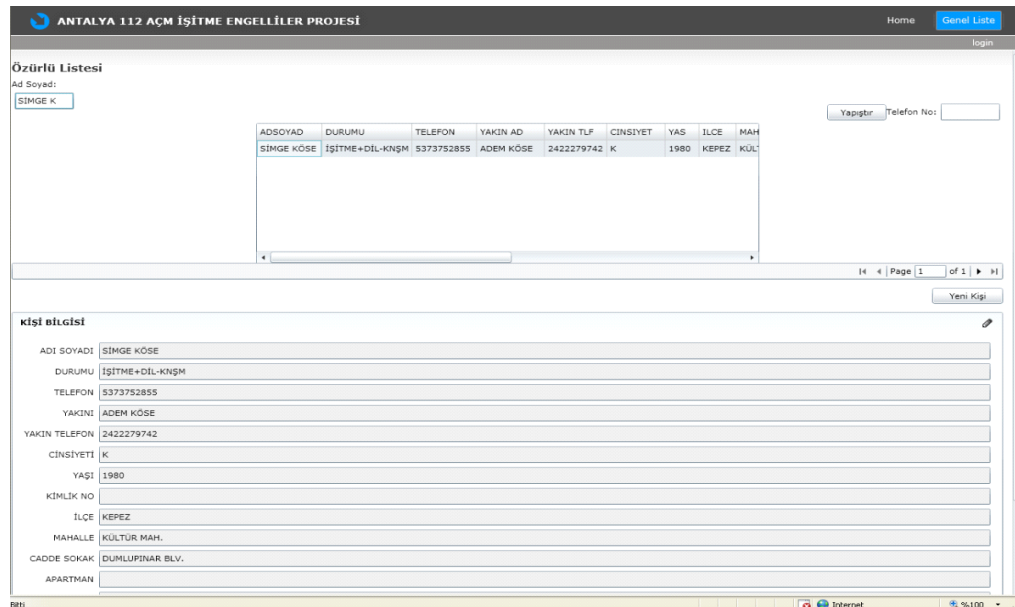 ANTALYA 112 AÇM İŞİTME ENGELLİLER PROJESİ
Home Genel Liste
login
Özürlü Listesi
Ad Soyad:
SİMGE K
Yapıştır Telefon No:
ADSOYAD DURUMU TELEFON YAKIN AD YAKIN TLF CINSIYET YAS ILCE MAH
SİMGE KÖSE İŞİTME+DİL-KNŞM 5373752855 ADEM KÖSE 2422279742 K 1980 KEPEZ KÜLT
Page 1 of 1
Yeni Kişi
KİŞİ BİLGİSİ
ADI SOYADI SİMGE KÖSE
DURUMU İŞİTME+DİL-KNŞM
TELEFON 5373752855
YAKINI ADEM KÖSE
YAKIN TELEFON 2422279742
CİNSİYETİ K
YAŞI 1980
KİMLİK NO
İLÇE KEPEZ
MAHALLE KÜLTÜR MAH.
CADDE SOKAK DUMLUPINAR BLV.
APARTMAN
Bitti Internet %100